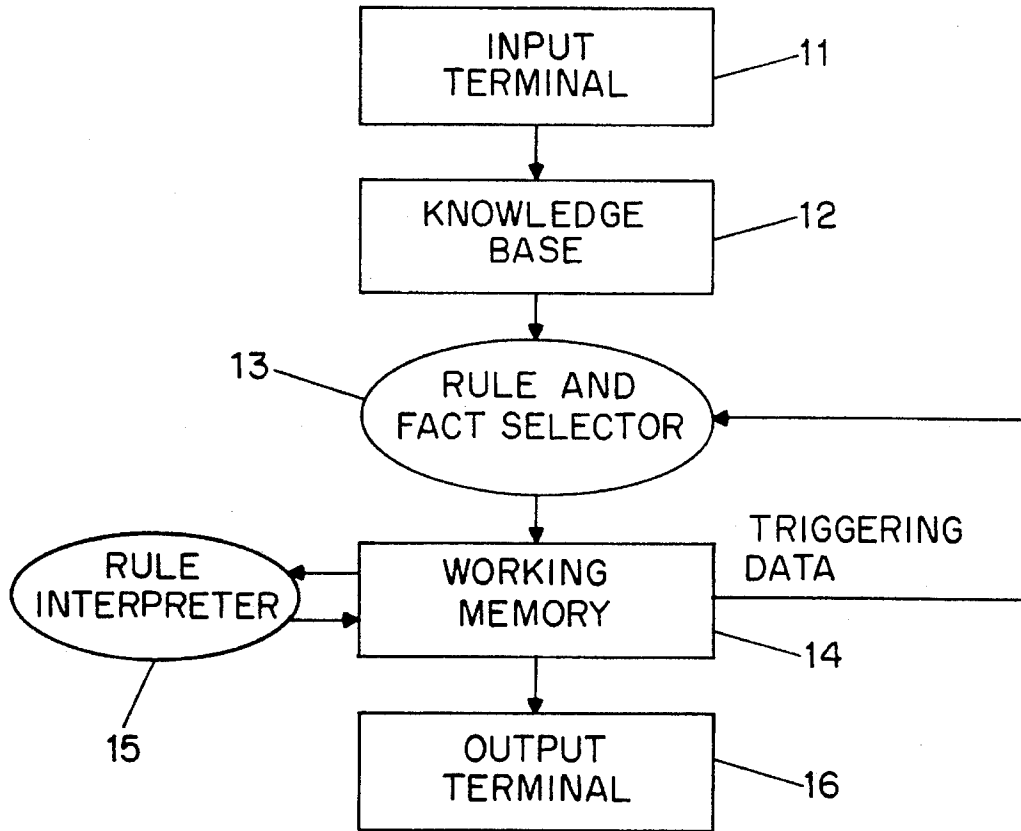 INPUT
TERMINAL
11
KNOWLEDGE
BASE
12
13
RULE AND
FACT SELECTOR
TRIGGERING
DATA
RULE
INTERPRETER
WORKING
MEMORY
14
15
OUTPUT
TERMINAL
16